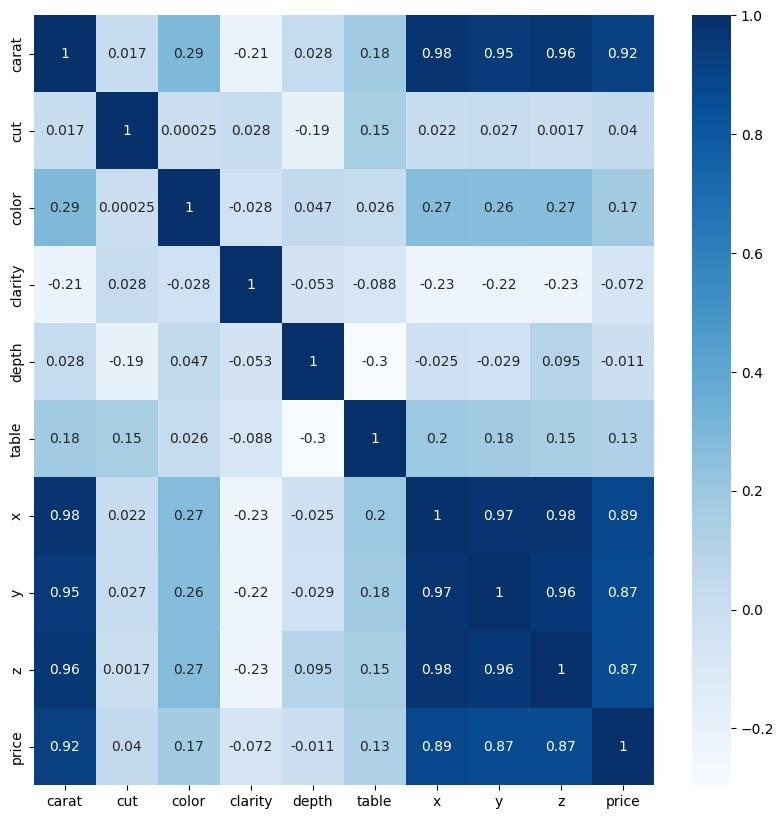 carat 1 0.017 0.29 -0.21 0.028 0.18 0.98 0.95 0.96 0.92
cut 0.017 1 0.00025 0.028 -0.19 0.15 0.022 0.027 0.0017 0.04
color 0.29 0.00025 1 -0.028 0.047 0.026 0.27 0.26 0.27 0.17
clarity -0.21 0.028 -0.028 1 -0.053 -0.088 -0.23 -0.22 -0.23 -0.072
depth 0.028 -0.19 0.047 -0.053 1 -0.3 -0.025 -0.029 0.095 -0.011
table 0.18 0.15 0.026 -0.088 -0.3 1 0.2 0.18 0.15 0.13
x 0.98 0.022 0.27 -0.23 -0.025 0.2 1 0.97 0.98 0.89
y 0.95 0.027 0.26 -0.22 -0.029 0.18 0.97 1 0.96 0.87
z 0.96 0.0017 0.27 -0.23 0.095 0.15 0.98 0.96 1 0.87
price 0.92 0.04 0.17 -0.072 -0.011 0.13 0.89 0.87 0.87 1
carat cut color clarity depth table x y z price
1.0
0.8
0.6
0.4
0.2
0.0
−0.2